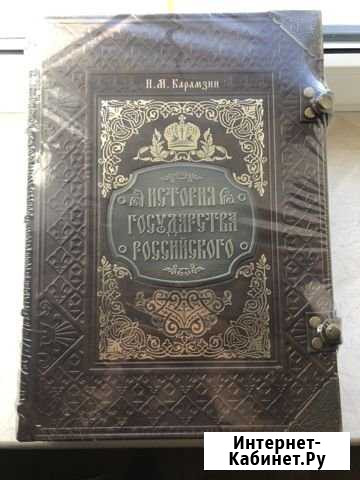 Н.М. Карамзин
ИСТОРИЯ
ГОСУДАРСТВА
РОССИЙСКОГО
Интернет-
Кабинет.Ру